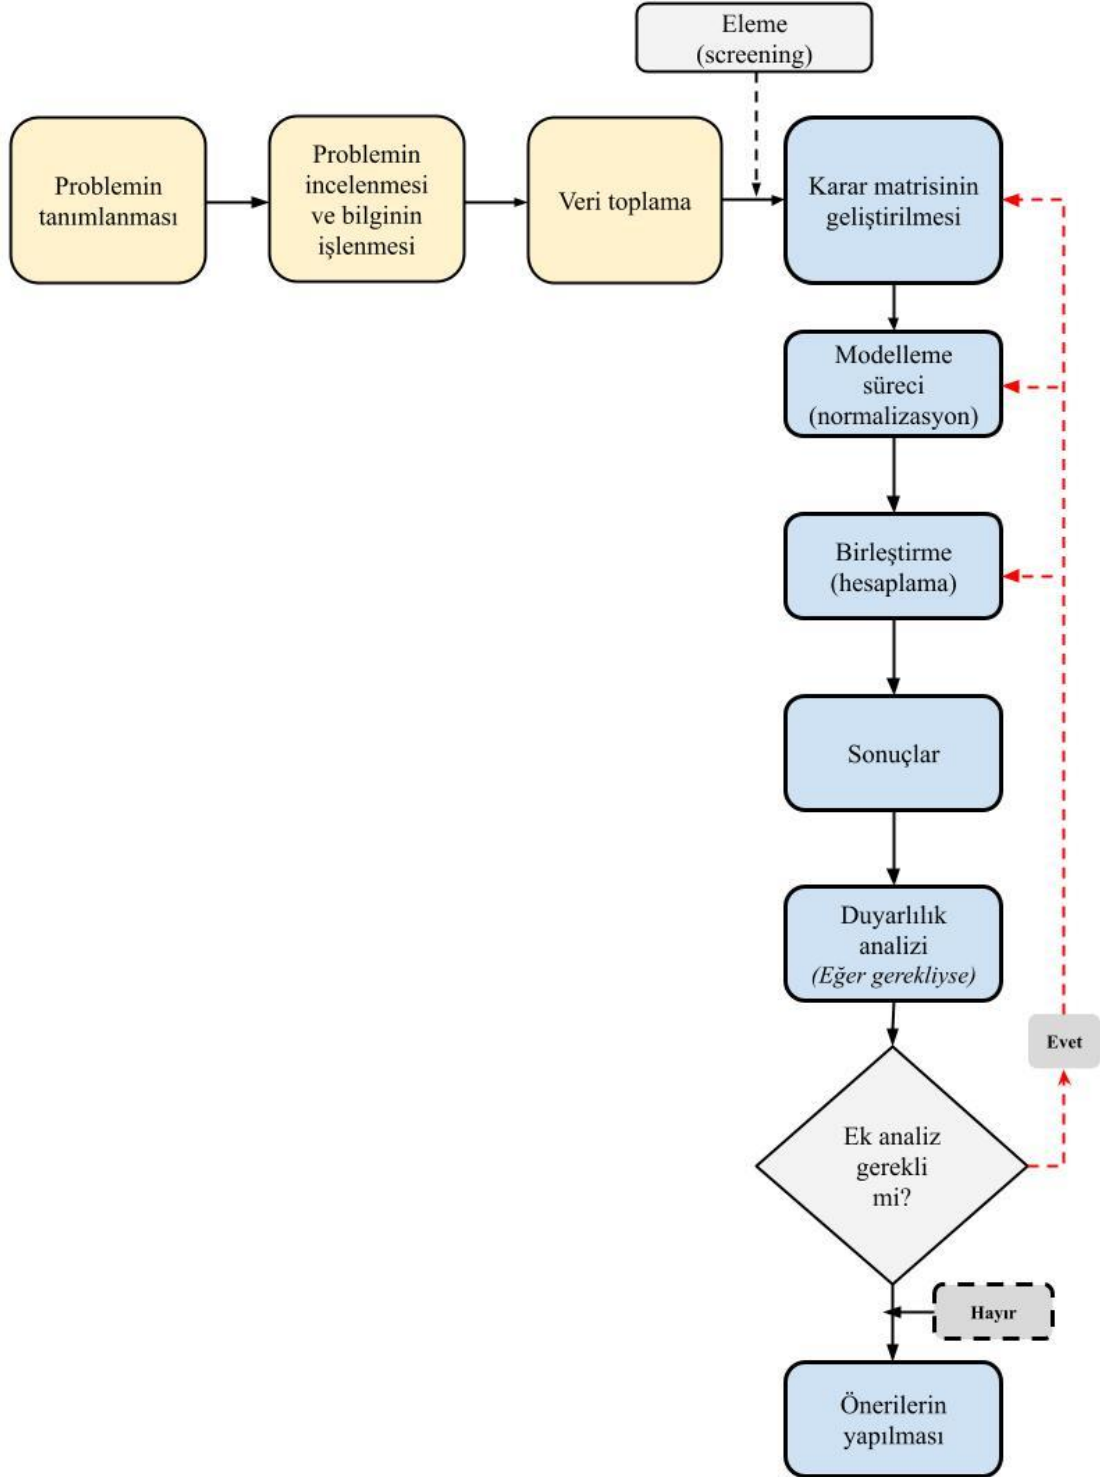 Eleme
(screening)
Problemin
tanımlanması
Problemin
incelenmesi
ve bilginin
işlenmesi
Veri toplama
Karar matrisinin
geliştirilmesi
Modelleme
süreci
(normalizasyon)
Birleştirme
(hesaplama)
Sonuçlar
Duyarlılık
analizi
(Eğer gerekliyse)
Evet
Ek analiz
gerekli
mi?
Hayır
Önerilerin
yapılması